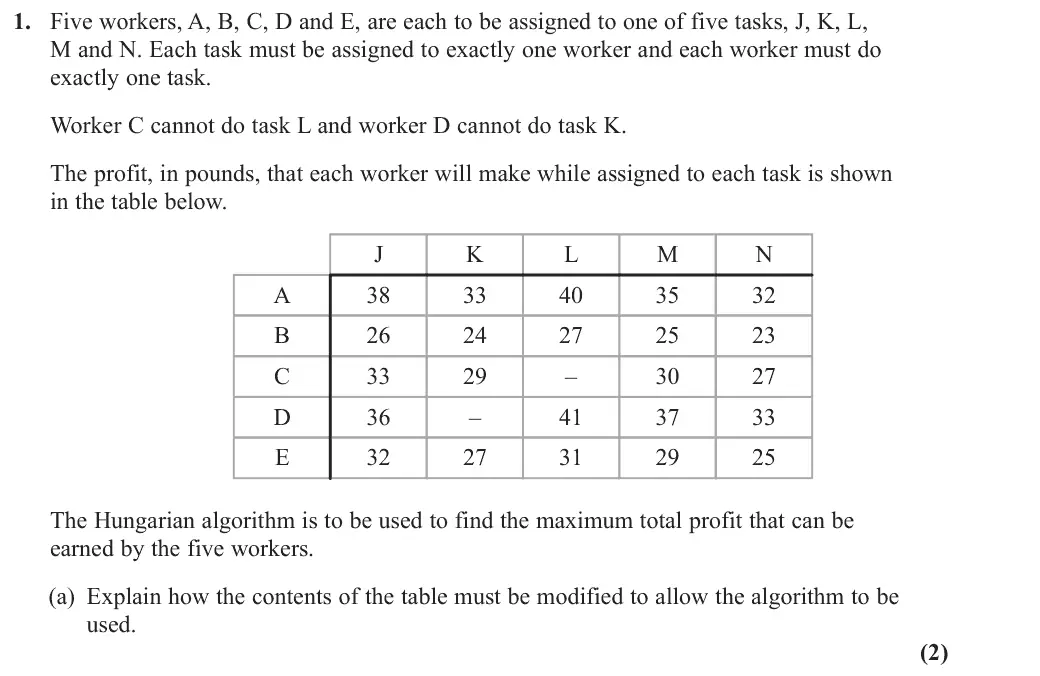 1. Five workers, A, B, C, D and E, are each to be assigned to one of five tasks, J, K, L,
M and N. Each task must be assigned to exactly one worker and each worker must do
exactly one task.
Worker C cannot do task L and worker D cannot do task K.
The profit, in pounds, that each worker will make while assigned to each task is shown
in the table below.
J K L M N
A 38 33 40 35 32
B 26 24 27 25 23
C 33 29 – 30 27
D 36 – 41 37 33
E 32 27 31 29 25
The Hungarian algorithm is to be used to find the maximum total profit that can be
earned by the five workers.
(a) Explain how the contents of the table must be modified to allow the algorithm to be
used.
(2)